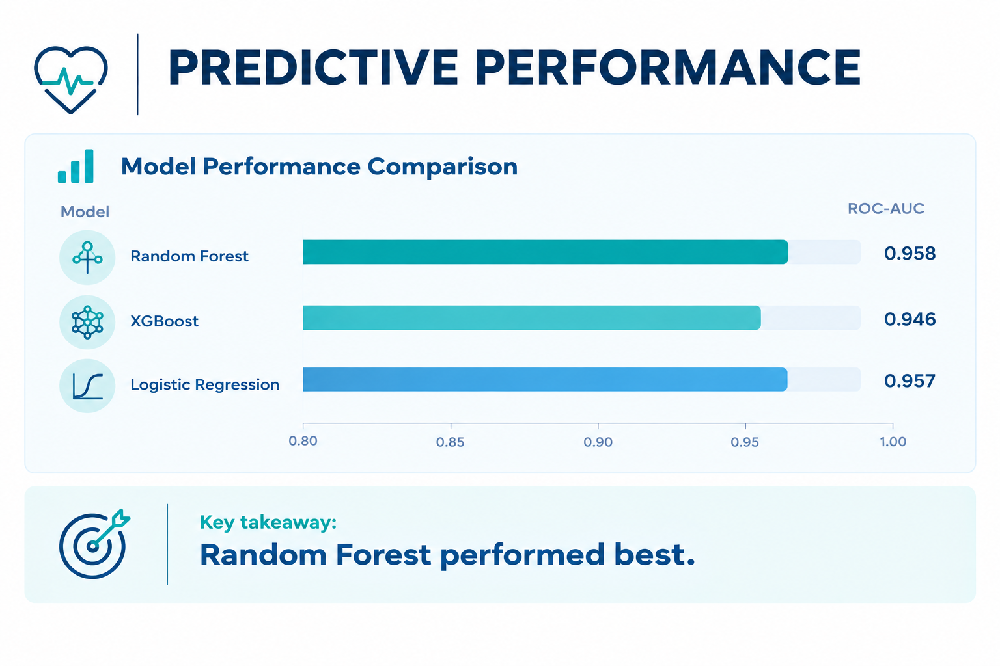 PREDICTIVE PERFORMANCE
Model Performance Comparison
Model
ROC-AUC
Random Forest
0.958
XGBoost
0.946
Logistic Regression
0.957
0.80
0.85
0.90
0.95
1.00
Key takeaway:
Random Forest performed best.